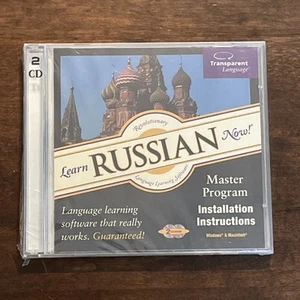 2
CD
Transparent
Language®
Revolutionary
Learn RUSSIAN Now!
Language Learning Software
Master
Program
Installation
Instructions
Windows® & Macintosh®
Language learning
software that really
works. Guaranteed!